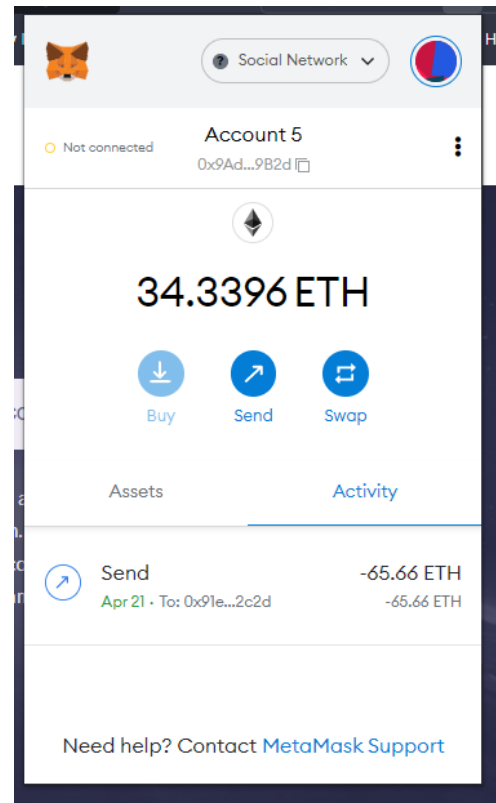 Social Network
Not connected
Account 5
0x9Ad...9B2d
34.3396 ETH
Buy
Send
Swap
Assets
Activity
Send
-65.66 ETH
Apr 21 · To: 0x91e...2c2d
-65.66 ETH
Need help? Contact MetaMask Support